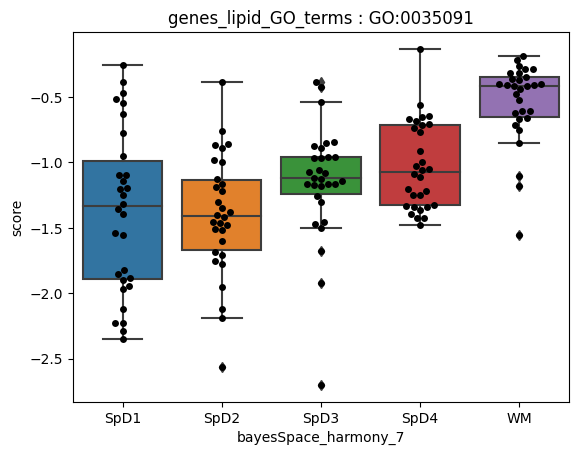 genes_lipid_GO_terms : GO:0035091
score
−0.5
−1.0
−1.5
−2.0
−2.5
SpD1 SpD2 SpD3 SpD4 WM
bayesSpace_harmony_7